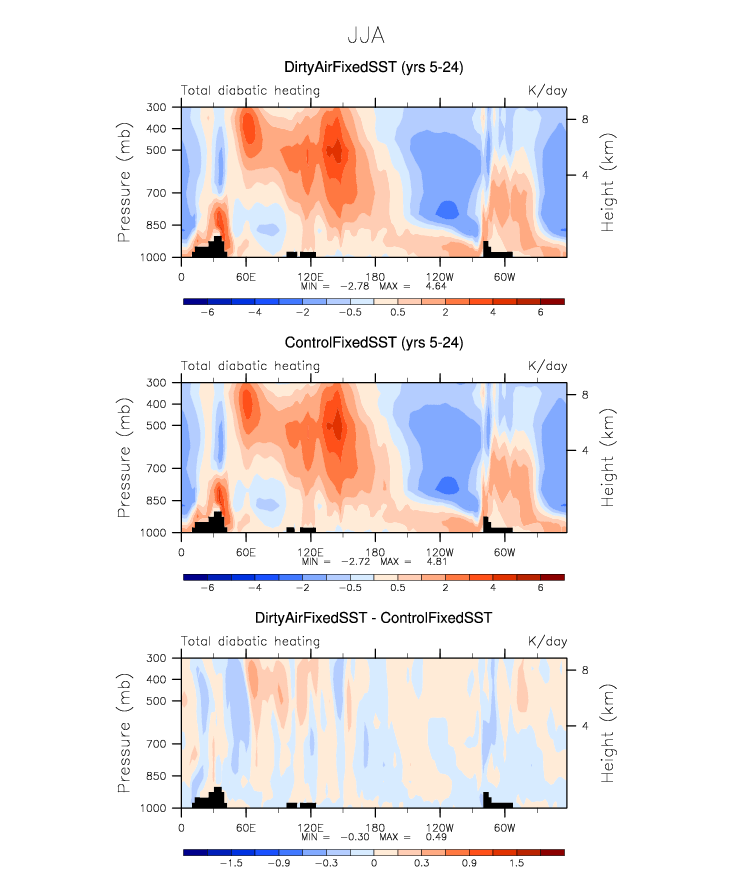 JJA
DirtyAirFixedSST (yrs 5-24)
Total diabatic heating K/day
300
400
500
700
850
1000
Pressure (mb)
8
4
Height (km)
0 60E 120E 180 120W 60W
MIN = -2.78 MAX = 4.64
-6 -4 -2 -0.5 0.5 2 4 6
ControlFixedSST (yrs 5-24)
Total diabatic heating K/day
300
400
500
700
850
1000
Pressure (mb)
8
4
Height (km)
0 60E 120E 180 120W 60W
MIN = -2.72 MAX = 4.81
-6 -4 -2 -0.5 0.5 2 4 6
DirtyAirFixedSST - ControlFixedSST
Total diabatic heating K/day
300
400
500
700
850
1000
Pressure (mb)
8
4
Height (km)
0 60E 120E 180 120W 60W
MIN = -0.30 MAX = 0.49
-1.5 -0.9 -0.3 0 0.3 0.9 1.5